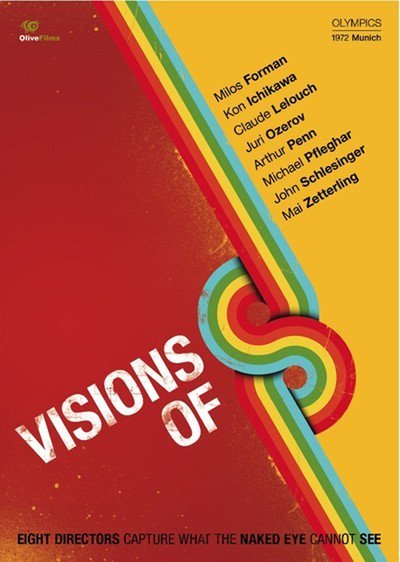 OliveFilms
OLYMPICS
1972 Munich
Milos Forman
Kon Ichikawa
Claude Lelouch
Juri Ozerov
Arthur Penn
Michael Pfleghar
John Schlesinger
Mai Zetterling
VISIONS
OF 8
EIGHT DIRECTORS CAPTURE WHAT THE NAKED EYE CANNOT SEE